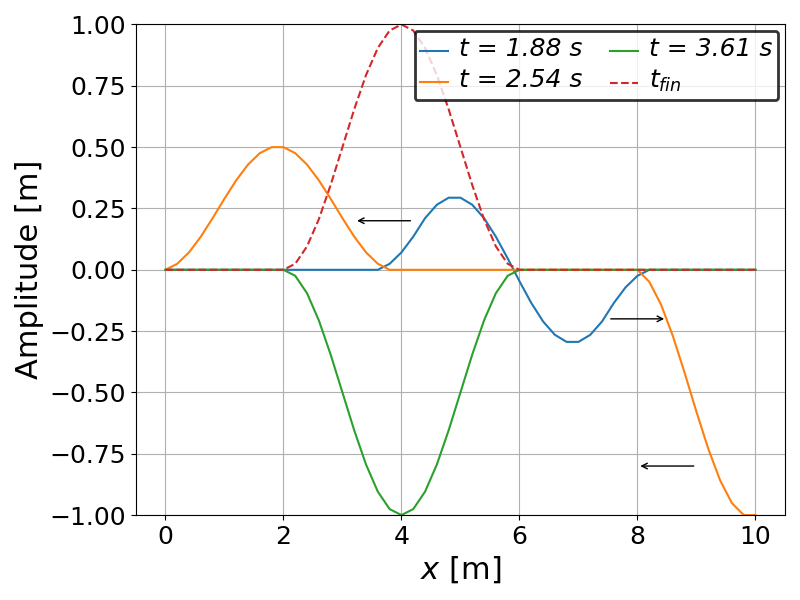 1.00
0.75
0.50
0.25
0.00
−0.25
−0.50
−0.75
−1.00
Amplitude [m]
t = 1.88 s
t = 2.54 s
t = 3.61 s
t_fin
0 2 4 6 8 10
x [m]